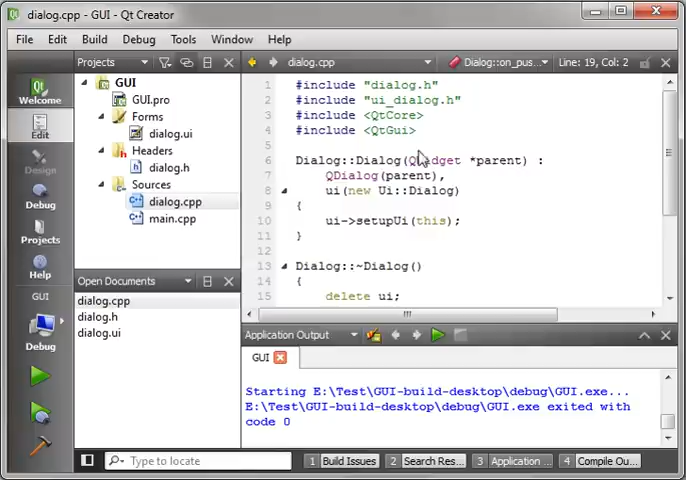 dialog.cpp - GUI - Qt Creator
File Edit Build Debug Tools Window Help
Projects
dialog.cpp
Dialog::on_pus...
Line: 19, Col: 2
Qt
Welcome
Edit
Design
Debug
Projects
Help
GUI
Debug
GUI
GUI.pro
Forms
dialog.ui
Headers
dialog.h
Sources
dialog.cpp
main.cpp
Open Documents
dialog.cpp
dialog.h
dialog.ui
1 #include "dialog.h"
2 #include "ui_dialog.h"
3 #include <QtCore>
4 #include <QtGui>
5
6 Dialog::Dialog(QWidget *parent) :
7 QDialog(parent),
8 ui(new Ui::Dialog)
9 {
10 ui->setupUi(this);
11 }
12
13 Dialog::~Dialog()
14 {
15 delete ui;
Application Output
GUI
Starting E:\Test\GUI-build-desktop\debug\GUI.exe...
E:\Test\GUI-build-desktop\debug\GUI.exe exited with
code 0
Type to locate
1 Build Issues
2 Search Res...
3 Application ...
4 Compile Ou...